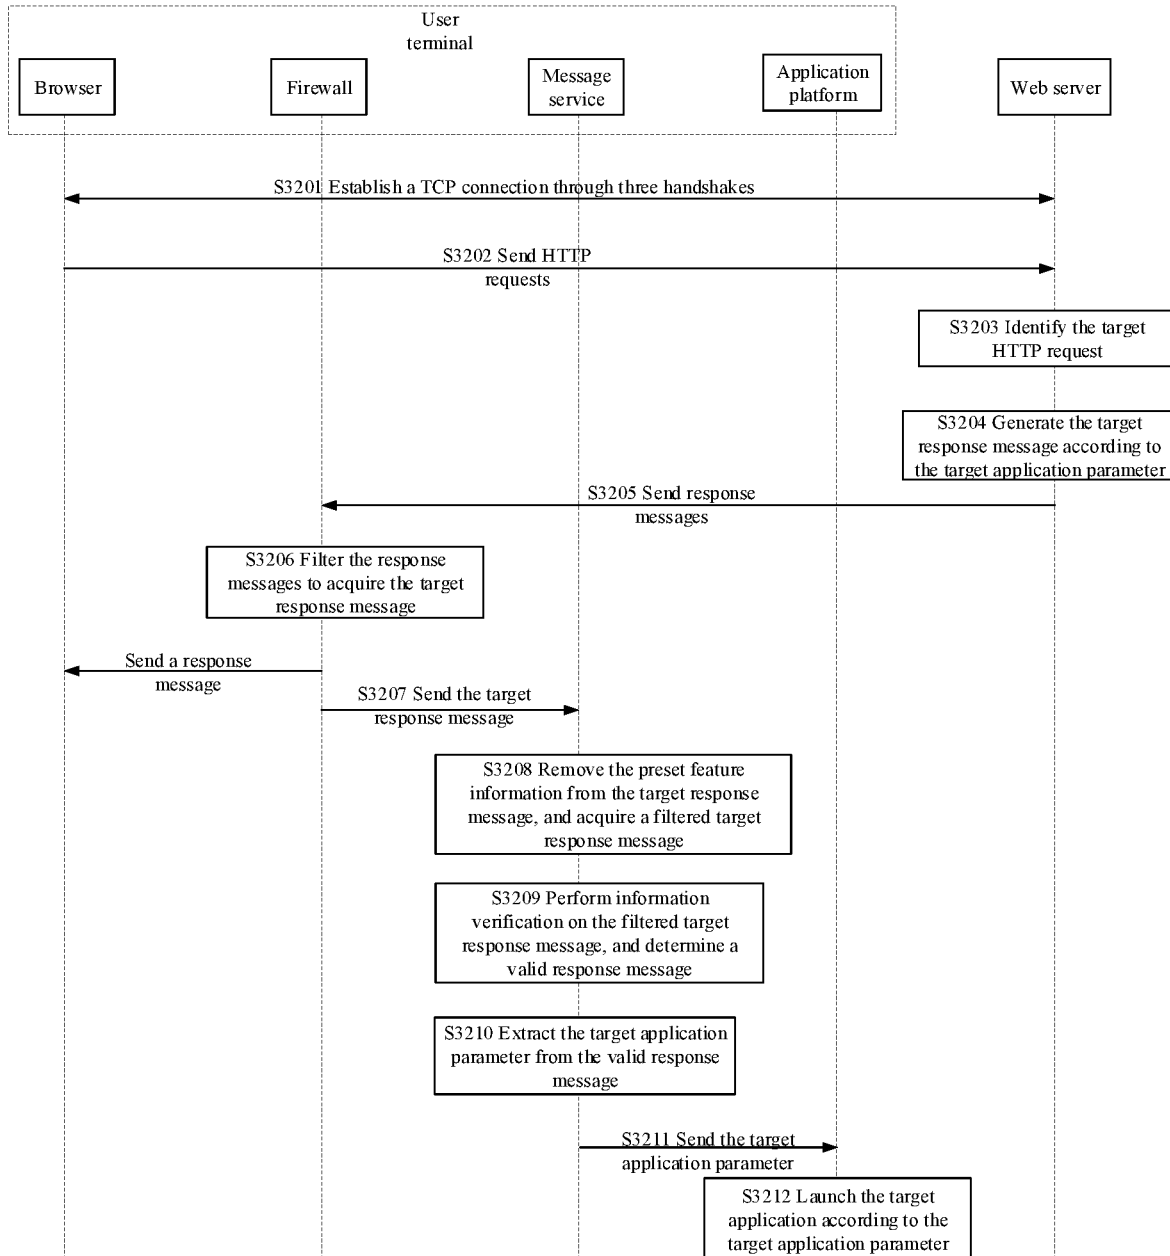 User
terminal
Browser
Firewall
Message
service
Application
platform
Web server
S3201 Establish a TCP connection through three handshakes
S3202 Send HTTP
requests
S3203 Identify the target
HTTP request
S3204 Generate the target
response message according to
the target application parameter
S3205 Send response
messages
S3206 Filter the response
messages to acquire the target
response message
Send a response
message
S3207 Send the target
response message
S3208 Remove the preset feature
information from the target response
message, and acquire a filtered target
response message
S3209 Perform information
verification on the filtered target
response message, and determine a
valid response message
S3210 Extract the target application
parameter from the valid response
message
S3211 Send the target
application parameter
S3212 Launch the target
application according to the
target application parameter